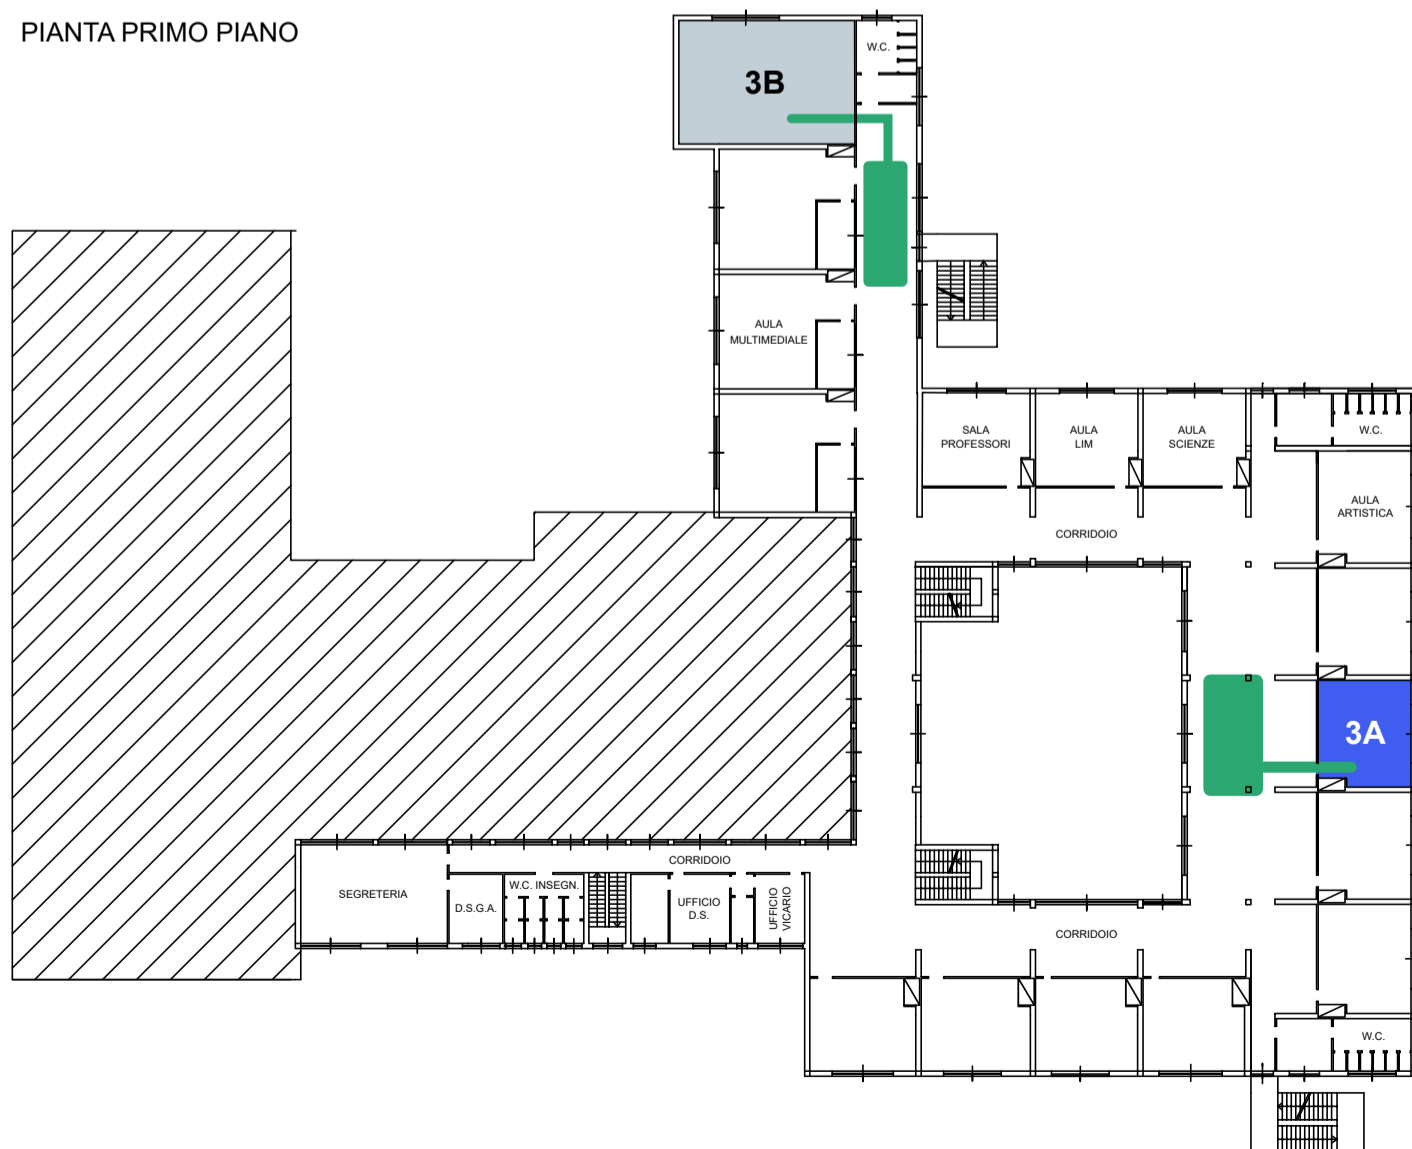 PIANTA PRIMO PIANO
W.C.
3B
AULA
MULTIMEDIALE
SALA
PROFESSORI
AULA
LIM
AULA
SCIENZE
W.C.
AULA
ARTISTICA
CORRIDOIO
3A
CORRIDOIO
SEGRETERIA
D.S.G.A.
W.C. INSEGN.
UFFICIO
D.S.
UFFICIO
VICARIO
CORRIDOIO
W.C.